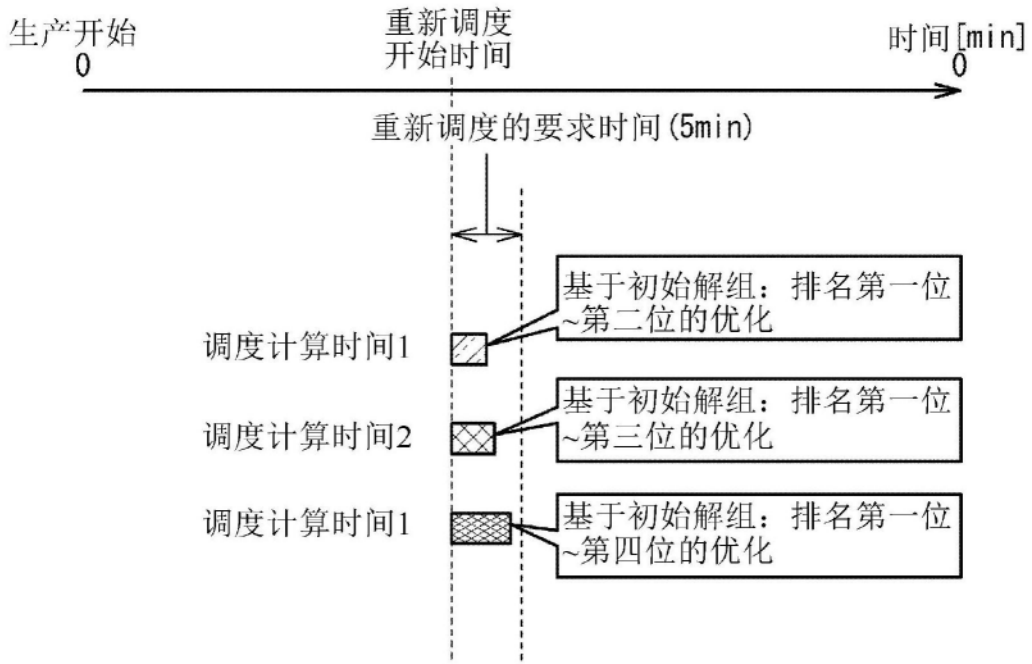 生产开始
0
重新调度
开始时间
时间[min]
0
重新调度的要求时间(5min)
基于初始解组：排名第一位
~第二位的优化
调度计算时间1
基于初始解组：排名第一位
~第三位的优化
调度计算时间2
基于初始解组：排名第一位
~第四位的优化
调度计算时间1